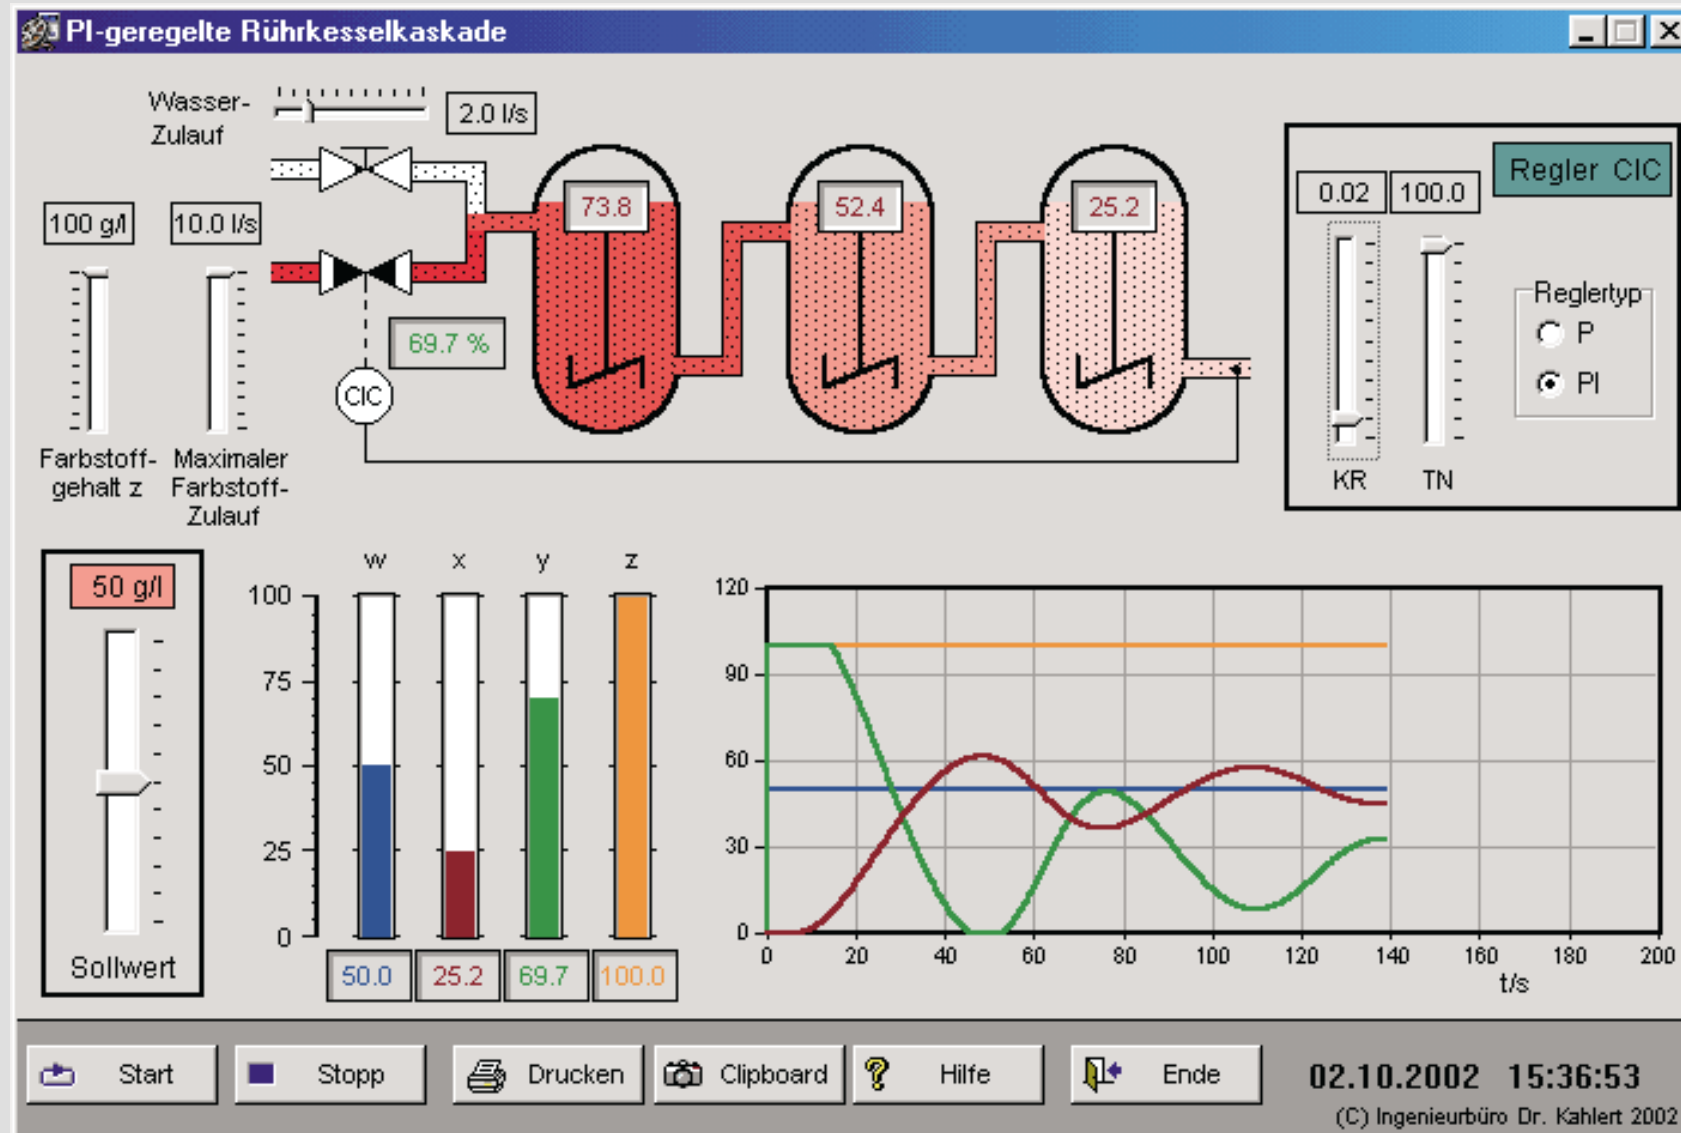 PI-geregelte Rührkesselkaskade
Wasser-
Zulauf
2.0 l/s
100 g/l
10.0 l/s
73.8
52.4
25.2
69.7 %
CIC
Farbstoff-
gehalt z
Maximaler
Farbstoff-
Zulauf
Regler CIC
0.02
100.0
Reglertyp
P
PI
KR
TN
50 g/l
Sollwert
w
x
y
z
100
75
50
25
0
50.0
25.2
69.7
100.0
120
90
60
30
0
0
20
40
60
80
100
120
140
160
180
200
t/s
Start
Stopp
Drucken
Clipboard
Hilfe
Ende
02.10.2002 15:36:53
(C) Ingenieurbüro Dr. Kahlert 2002